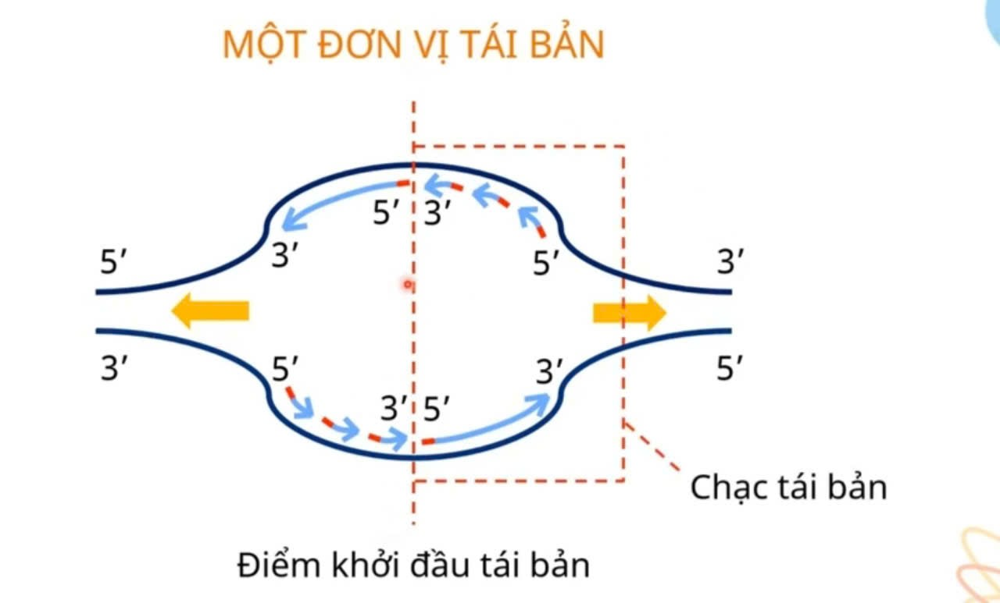 MỘT ĐƠN VỊ TÁI BẢN
5′ 3′
3′ 5′
5′ 3′
3′ 5′ 3′ 5′
3′ 5′
Chạc tái bản
Điểm khởi đầu tái bản